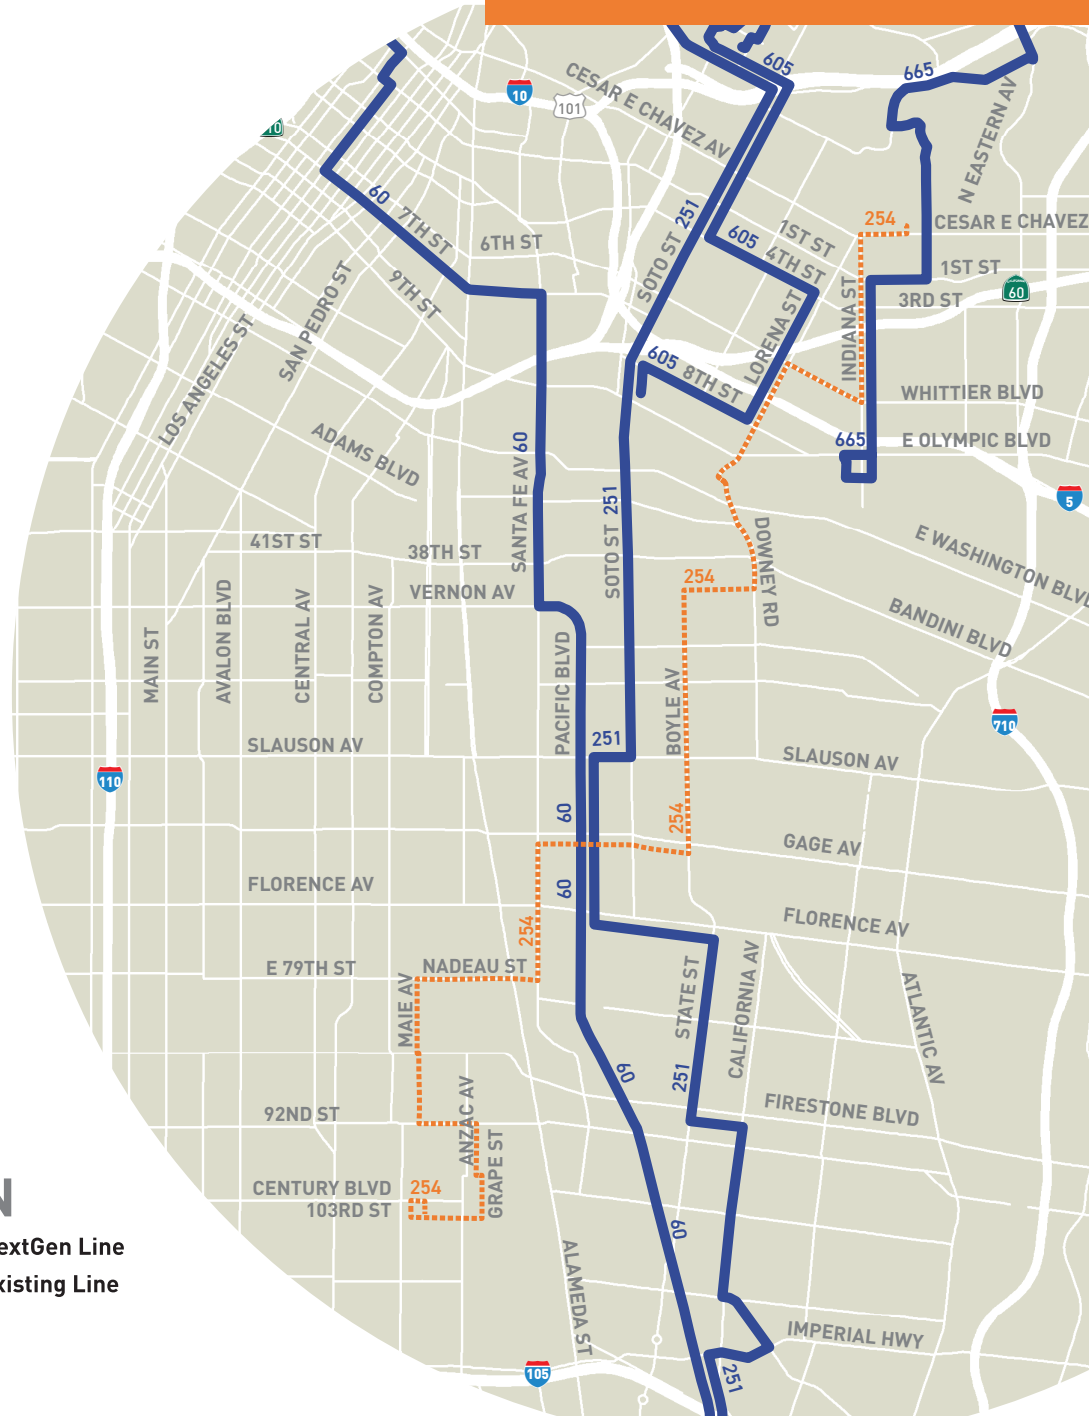 605
665
CESAR E CHAVEZ AV
10
101
10
N EASTERN AV
60
7TH ST
6TH ST
251
SOTO ST
605
1ST ST
4TH ST
254
CESAR E CHAVEZ
1ST ST
3RD ST
60
9TH ST
SAN PEDRO ST
LOS ANGELES ST
LORENA ST
INDIANA ST
605
8TH ST
WHITTIER BLVD
665
E OLYMPIC BLVD
ADAMS BLVD
60
SANTA FE AV
251
SOTO ST
5
DOWNEY RD
E WASHINGTON BLVD
41ST ST
38TH ST
VERNON AV
254
BANDINI BLVD
MAIN ST
AVALON BLVD
CENTRAL AV
COMPTON AV
PACIFIC BLVD
BOYLE AV
710
SLAUSON AV
251
SLAUSON AV
110
60
254
GAGE AV
FLORENCE AV
60
FLORENCE AV
254
E 79TH ST
NADEAU ST
MAIE AV
STATE ST
CALIFORNIA AV
ATLANTIC AV
60
251
92ND ST
ANZAC AV
FIRESTONE BLVD
GRAPE ST
CENTURY BLVD
254
103RD ST
60
N
extGen Line
xisting Line
ALAMEDA ST
IMPERIAL HWY
105
251